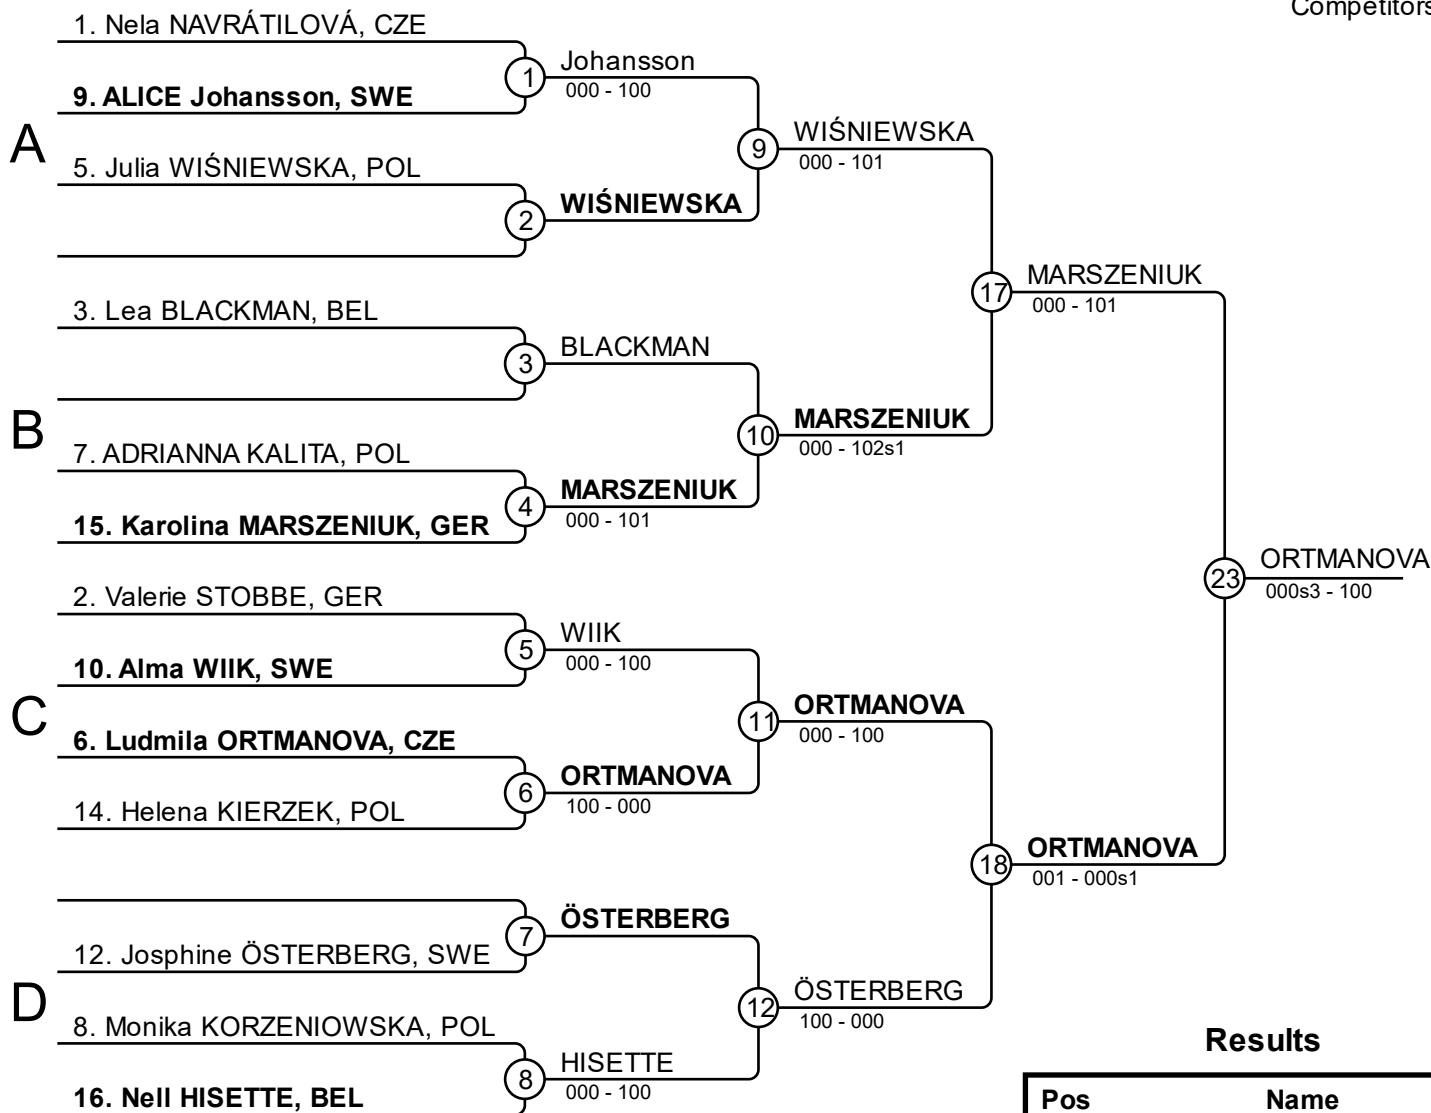 Competitors
1. Nela NAVRÁTILOVÁ, CZE
1
Johansson
000 - 100
9. ALICE Johansson, SWE
A
9
WIŚNIEWSKA
000 - 101
5. Julia WIŚNIEWSKA, POL
2
WIŚNIEWSKA
17
MARSZENIUK
000 - 101
3. Lea BLACKMAN, BEL
3
BLACKMAN
B
10
MARSZENIUK
000 - 102s1
7. ADRIANNA KALITA, POL
4
MARSZENIUK
000 - 101
15. Karolina MARSZENIUK, GER
23
ORTMANOVA
000s3 - 100
2. Valerie STOBBE, GER
5
WIIK
000 - 100
10. Alma WIIK, SWE
C
11
ORTMANOVA
000 - 100
6. Ludmila ORTMANOVA, CZE
6
ORTMANOVA
100 - 000
14. Helena KIERZEK, POL
18
ORTMANOVA
001 - 000s1
7
ÖSTERBERG
12. Josphine ÖSTERBERG, SWE
D
12
ÖSTERBERG
100 - 000
8. Monika KORZENIOWSKA, POL
8
HISETTE
000 - 100
16. Nell HISETTE, BEL
Results
Pos Name